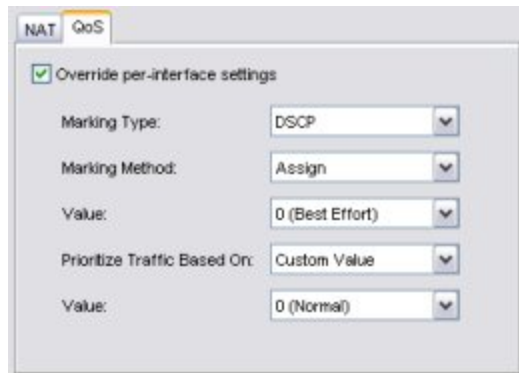 NAT QoS
Override per-interface settings
Marking Type: DSCP
Marking Method: Assign
Value: 0 (Best Effort)
Prioritize Traffic Based On: Custom Value
Value: 0 (Normal)